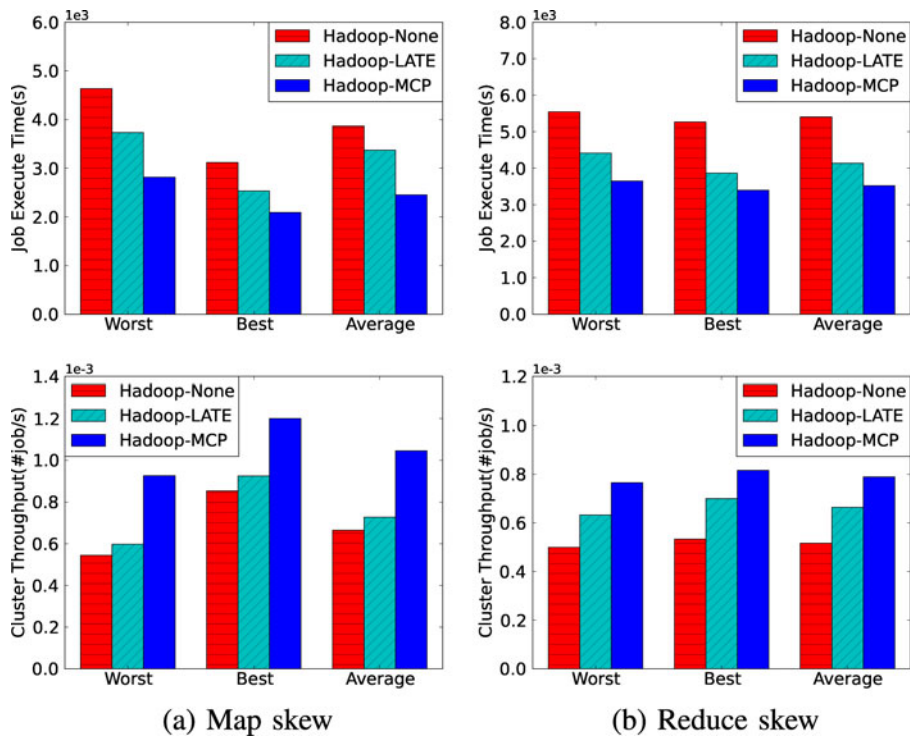 1e3
6.0
5.0
4.0
3.0
2.0
1.0
0.0
Job Execute Time(s)
Hadoop-None
Hadoop-LATE
Hadoop-MCP
Worst Best Average
1e3
8.0
7.0
6.0
5.0
4.0
3.0
2.0
1.0
0.0
Job Execute Time(s)
Hadoop-None
Hadoop-LATE
Hadoop-MCP
Worst Best Average
1e-3
1.4
1.2
1.0
0.8
0.6
0.4
0.2
0.0
Cluster Throughput(#job/s)
Hadoop-None
Hadoop-LATE
Hadoop-MCP
Worst Best Average
(a) Map skew
1e-3
1.2
1.0
0.8
0.6
0.4
0.2
0.0
Cluster Throughput(#job/s)
Hadoop-None
Hadoop-LATE
Hadoop-MCP
Worst Best Average
(b) Reduce skew